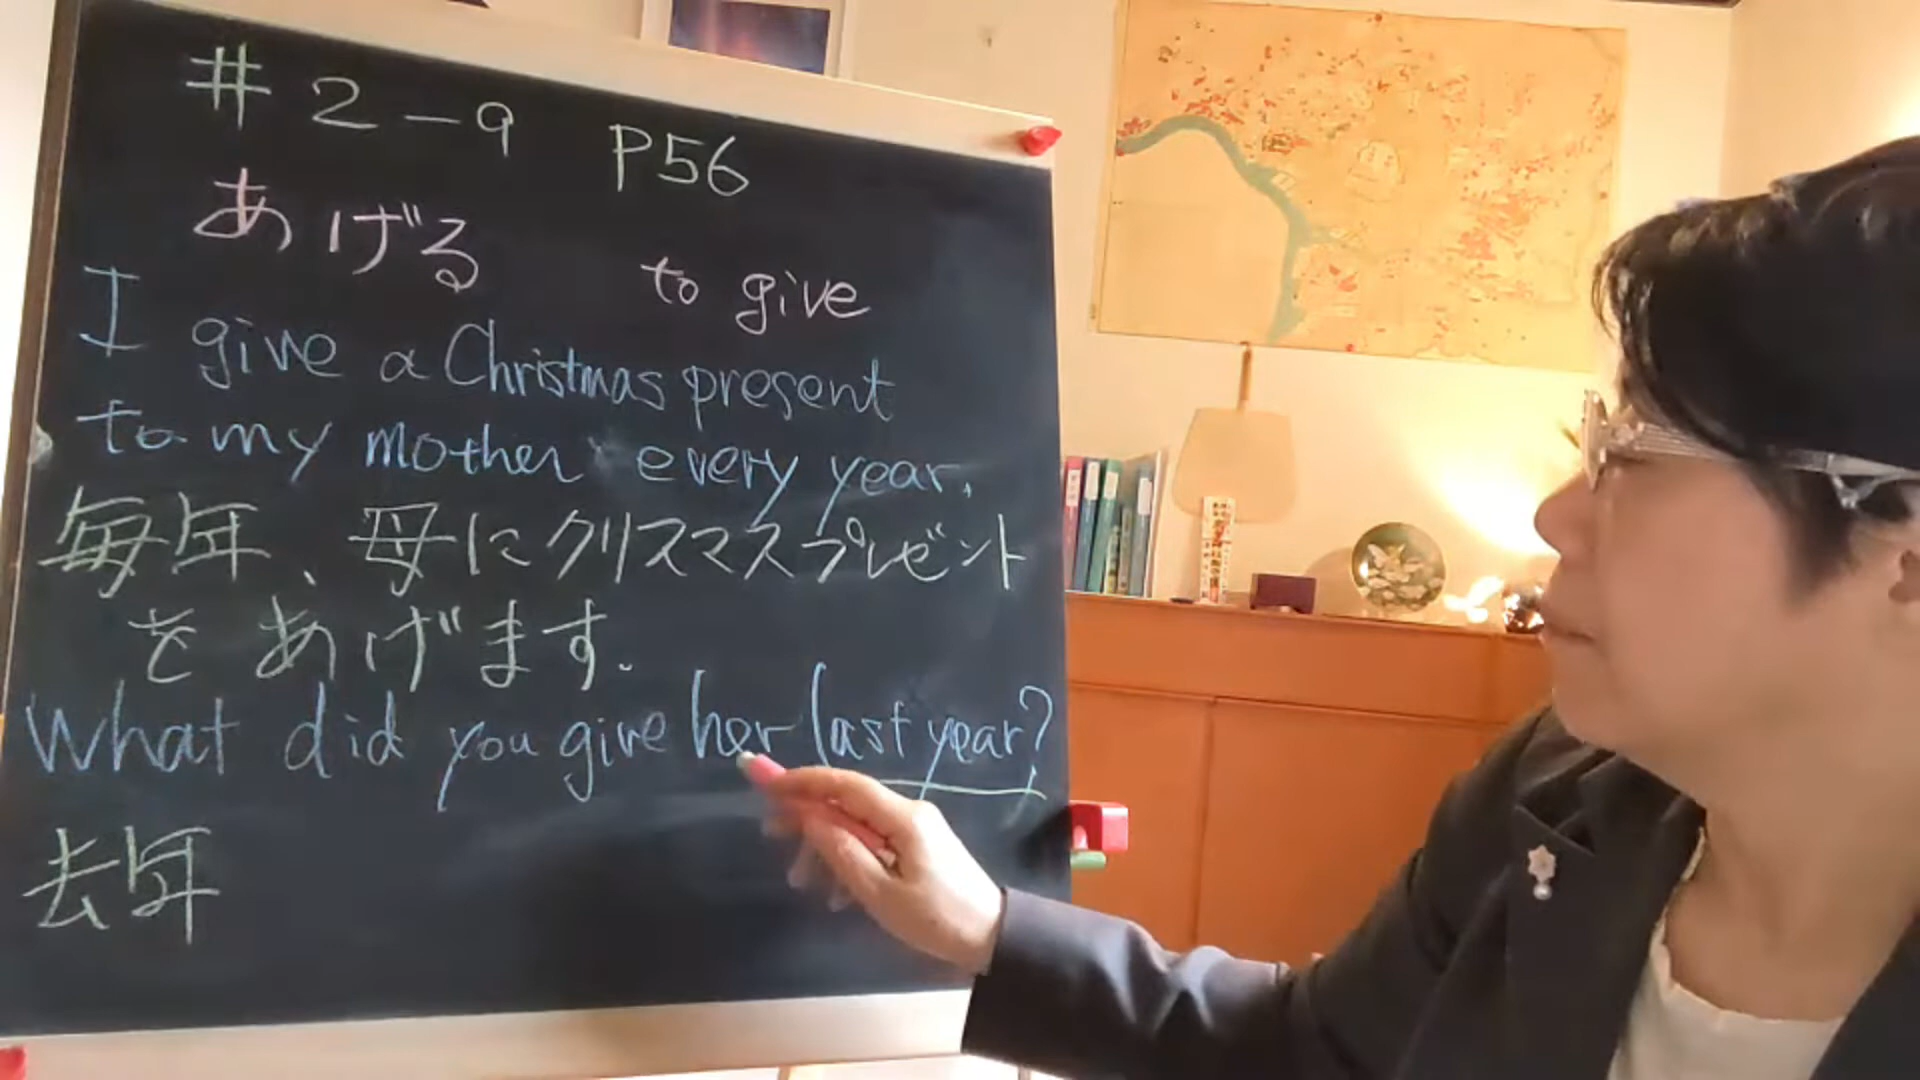 # 2-9 P56
あげる to give
I give a Christmas present
to my mother every year.
毎年、母にクリスマスプレゼント
をあげます.
What did you give her last year?
去年